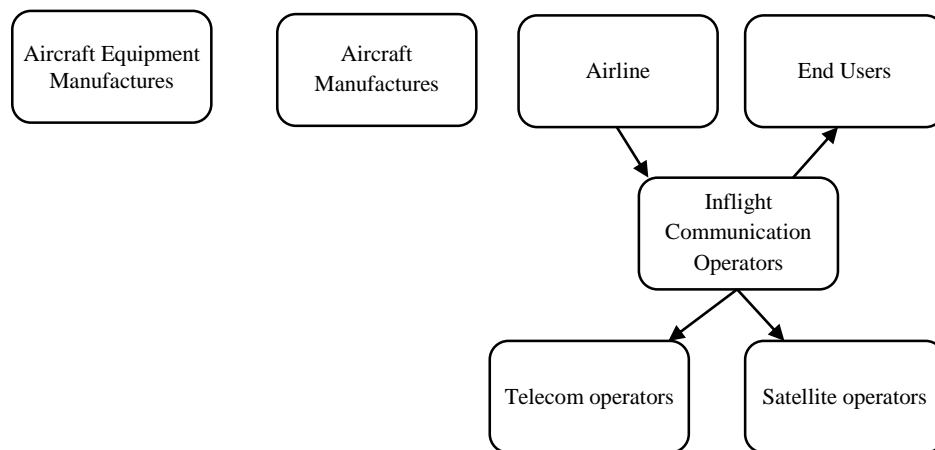 Aircraft Equipment
Manufactures
Aircraft
Manufactures
Airline
End Users
Inflight
Communication
Operators
Telecom operators
Satellite operators